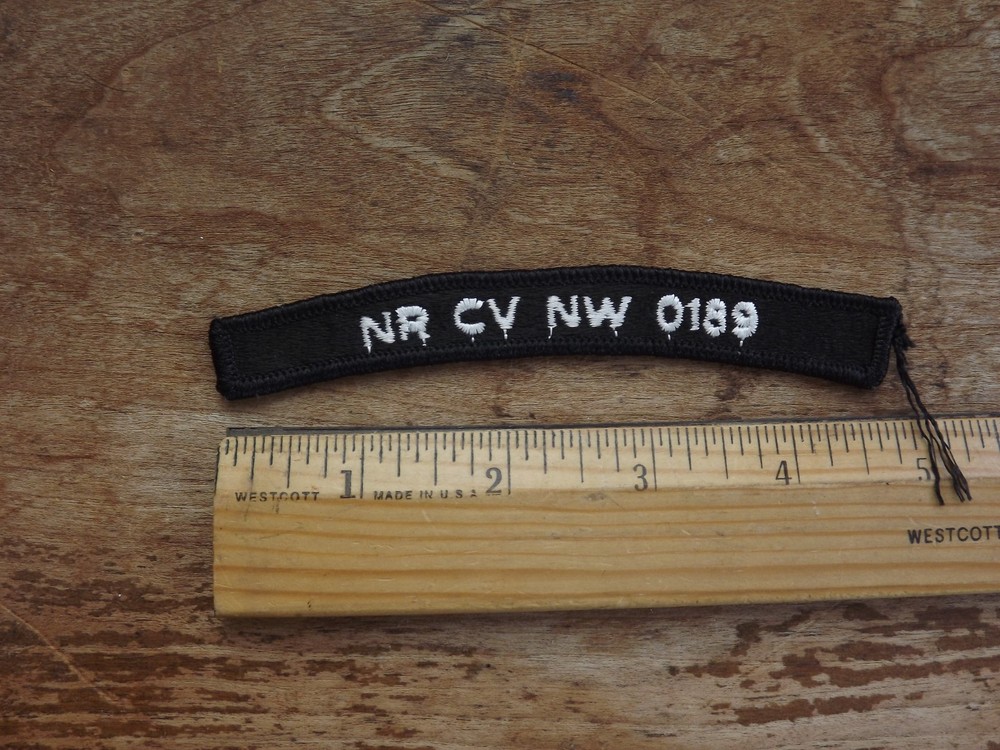 NR CV NW 0189
1 2 3 4 5
WESTCOTT MADE IN U S A
WESTCOTT